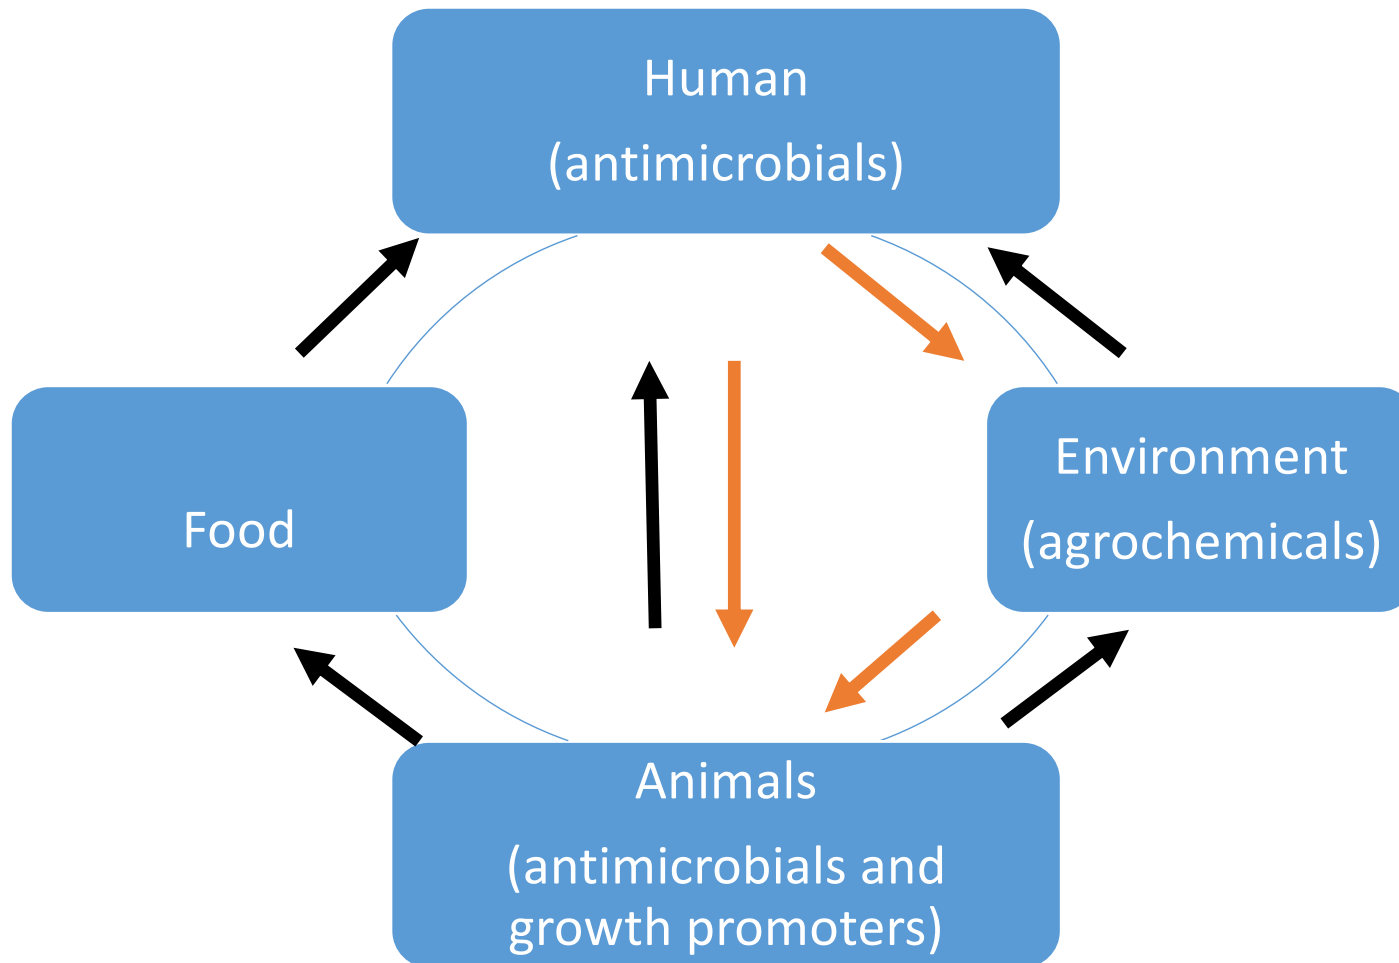 Human
(antimicrobials)
Food
Environment
(agrochemicals)
Animals
(antimicrobials and
growth promoters)